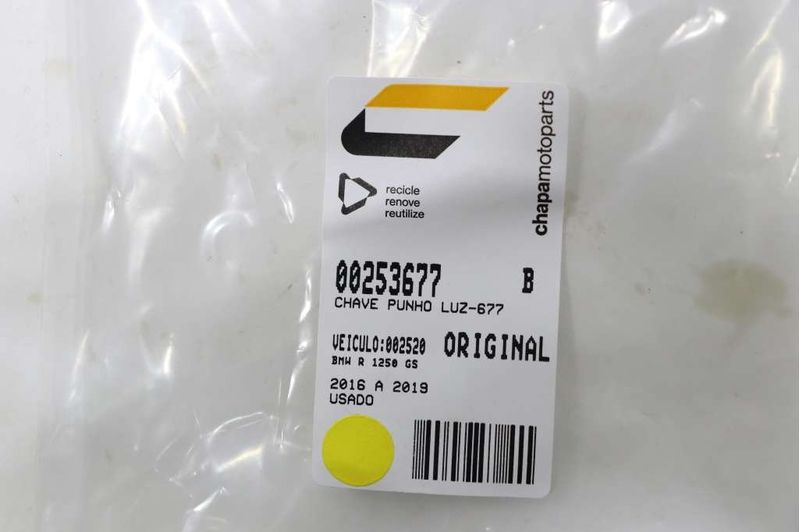 chapamotoparts
recicle
renove
reutilize
00253677 B
CHAVE PUNHO LUZ-677
VEICULO:002520 ORIGINAL
BMW R 1250 GS
2016 A 2019
USADO